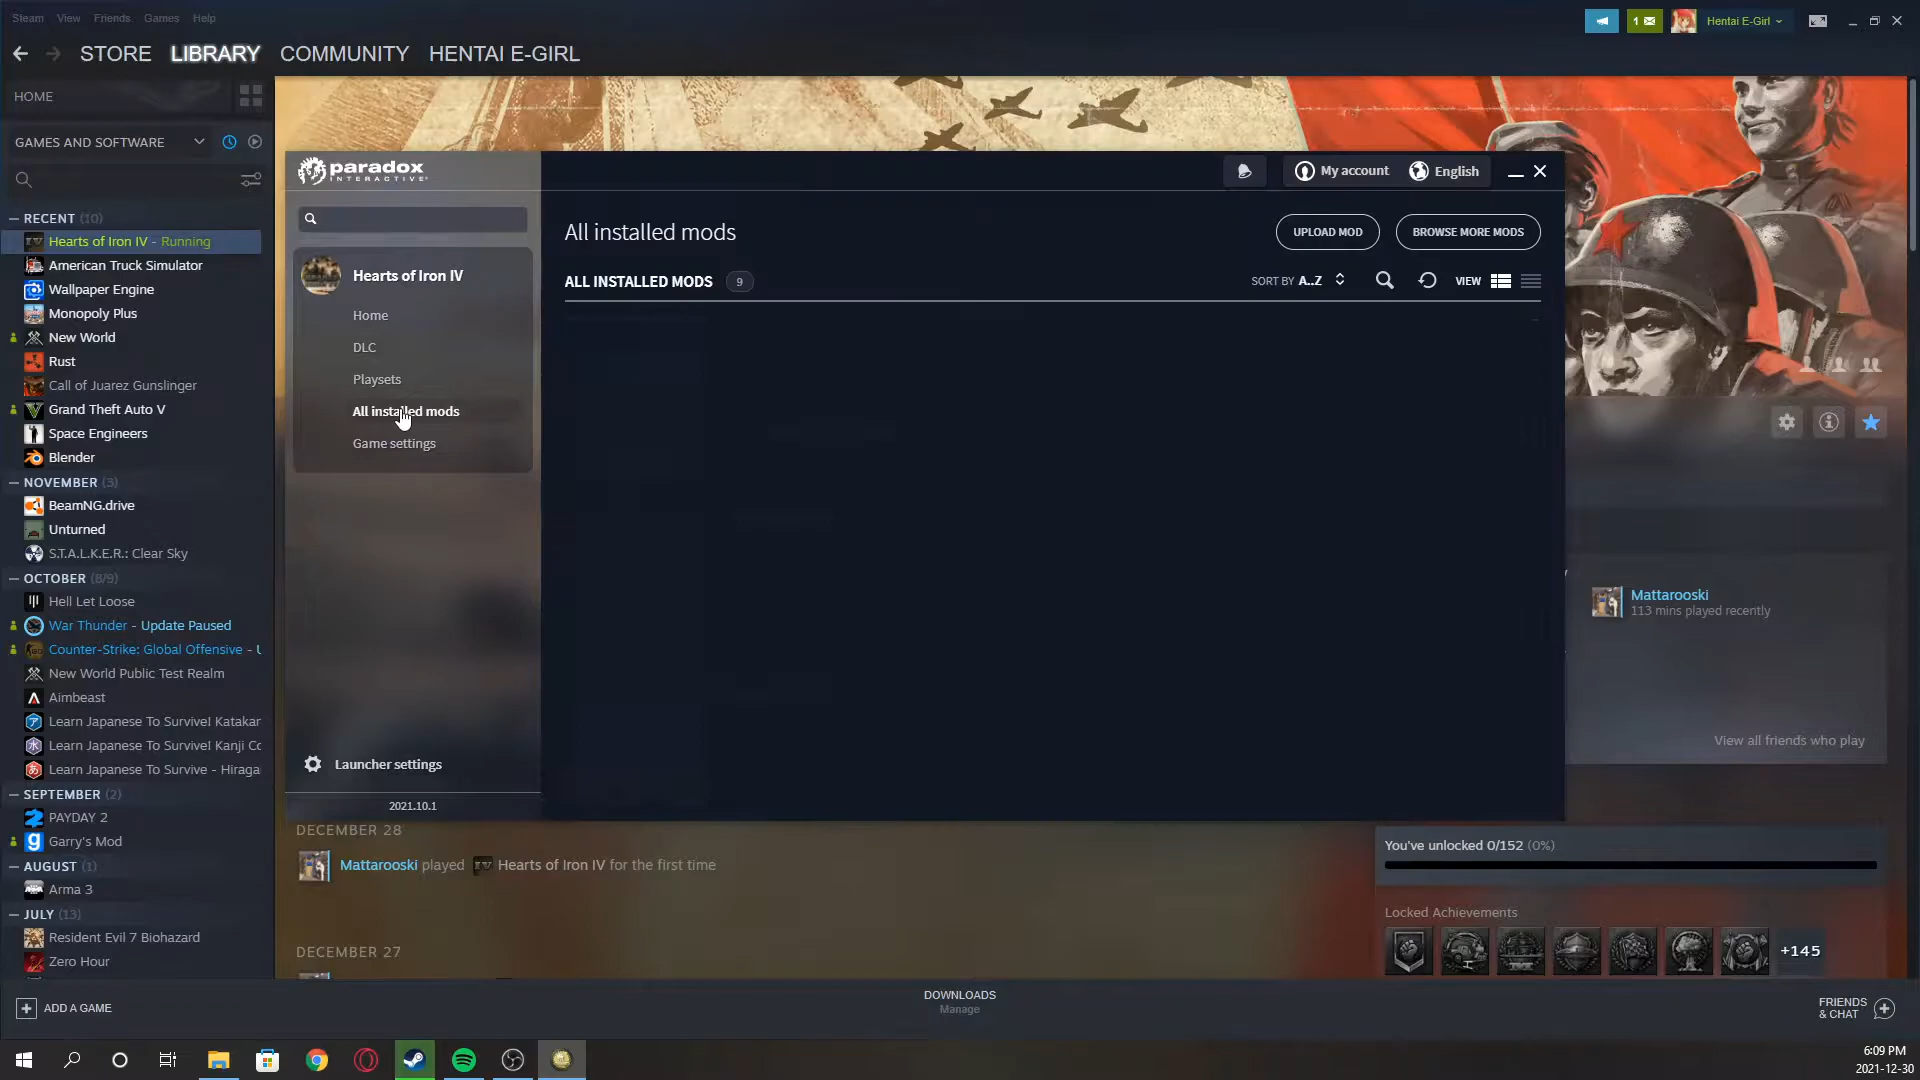 Steam View Friends Games Help
1
Hentai E-Girl
STORE LIBRARY COMMUNITY HENTAI E-GIRL
HOME
GAMES AND SOFTWARE
RECENT (10)
Hearts of Iron IV - Running
American Truck Simulator
Wallpaper Engine
Monopoly Plus
New World
Rust
Call of Juarez Gunslinger
Grand Theft Auto V
Space Engineers
Blender
NOVEMBER (3)
BeamNG.drive
Unturned
S.T.A.L.K.E.R.: Clear Sky
OCTOBER (8/9)
Hell Let Loose
War Thunder - Update Paused
Counter-Strike: Global Offensive - U
New World Public Test Realm
Aimbeast
Learn Japanese To Survive! Katakan
Learn Japanese To Survive! Kanji Co
Learn Japanese To Survive - Hiraga
SEPTEMBER (2)
PAYDAY 2
Garry's Mod
AUGUST (1)
Arma 3
JULY (13)
Resident Evil 7 Biohazard
Zero Hour
ADD A GAME
paradox
INTERACTIVE
Hearts of Iron IV
Home
DLC
Playsets
All installed mods
Game settings
Launcher settings
2021.10.1
My account English
All installed mods
UPLOAD MOD BROWSE MORE MODS
ALL INSTALLED MODS 9
SORT BY A..Z VIEW
Mattarooski
113 mins played recently
View all friends who play
DECEMBER 28
Mattarooski played Hearts of Iron IV for the first time
DECEMBER 27
You've unlocked 0/152 (0%)
Locked Achievements
+145
DOWNLOADS
Manage
FRIENDS
& CHAT
6:09 PM
2021-12-30